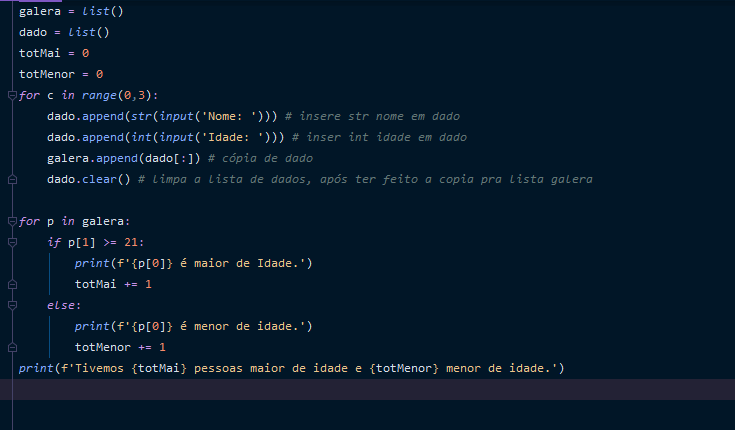 galera = list()
dado = list()
totMai = 0
totMenor = 0
for c in range(0,3):
    dado.append(str(input('Nome: '))) # insere str nome em dado
    dado.append(int(input('Idade: '))) # inser int idade em dado
    galera.append(dado[:]) # cópia de dado
    dado.clear() # limpa a lista de dados, após ter feito a copia pra lista galera

for p in galera:
    if p[1] >= 21:
        print(f'{p[0]} é maior de Idade.')
        totMai += 1
    else:
        print(f'{p[0]} é menor de idade.')
        totMenor += 1
print(f'Tivemos {totMai} pessoas maior de idade e {totMenor} menor de idade.')